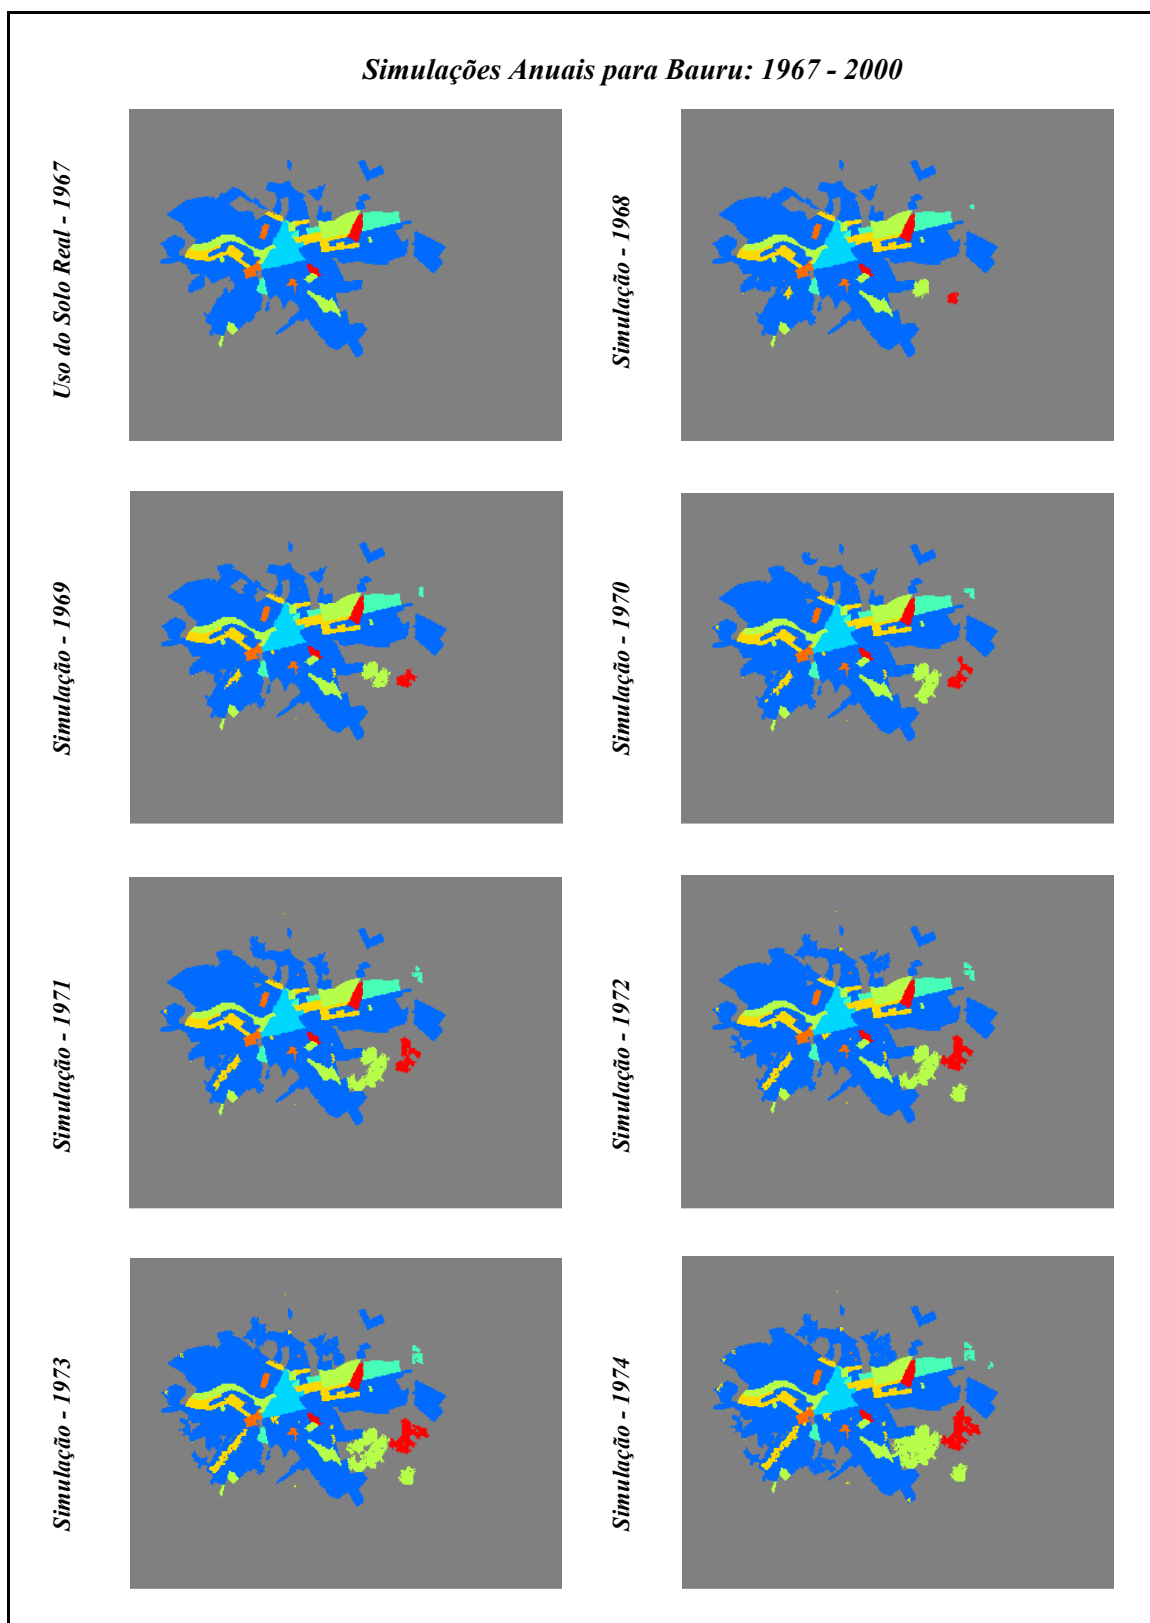 Simulações Anuais para Bauru: 1967 - 2000
Uso do Solo Real - 1967
Simulação - 1968
Simulação - 1969
Simulação - 1970
Simulação - 1971
Simulação - 1972
Simulação - 1973
Simulação - 1974